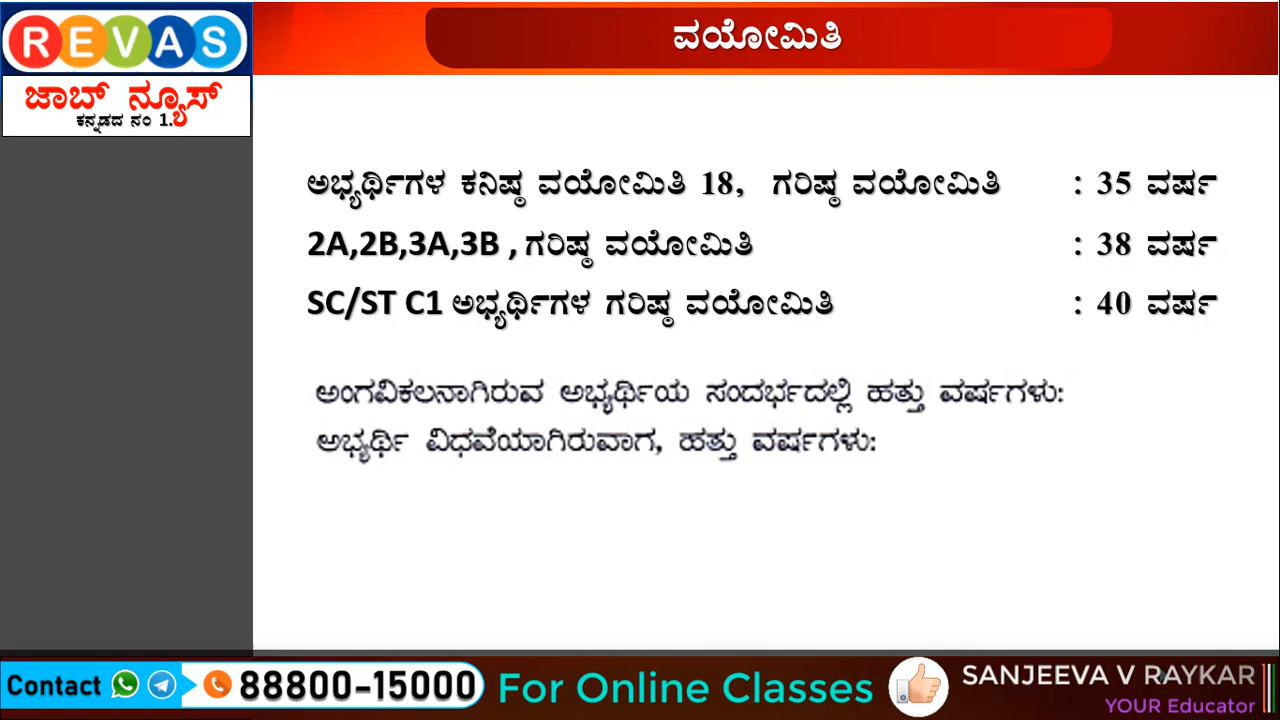 REVAS
ಜಾಬ್ ನ್ಯೂಸ್
ಕನ್ನಡದ ನಂ 1.
ವಯೋಮಿತಿ
ಅಭ್ಯರ್ಥಿಗಳ ಕನಿಷ್ಠ ವಯೋಮಿತಿ 18, ಗರಿಷ್ಠ ವಯೋಮಿತಿ : 35 ವರ್ಷ
2A,2B,3A,3B , ಗರಿಷ್ಠ ವಯೋಮಿತಿ : 38 ವರ್ಷ
SC/ST C1 ಅಭ್ಯರ್ಥಿಗಳ ಗರಿಷ್ಠ ವಯೋಮಿತಿ : 40 ವರ್ಷ
ಅಂಗವಿಕಲನಾಗಿರುವ ಅಭ್ಯರ್ಥಿಯ ಸಂದರ್ಭದಲ್ಲಿ ಹತ್ತು ವರ್ಷಗಳು:
ಅಭ್ಯರ್ಥಿ ವಿಧವೆಯಾಗಿರುವಾಗ, ಹತ್ತು ವರ್ಷಗಳು:
Contact 88800-15000 For Online Classes
SANJEEVA V RAYKAR
YOUR Educator